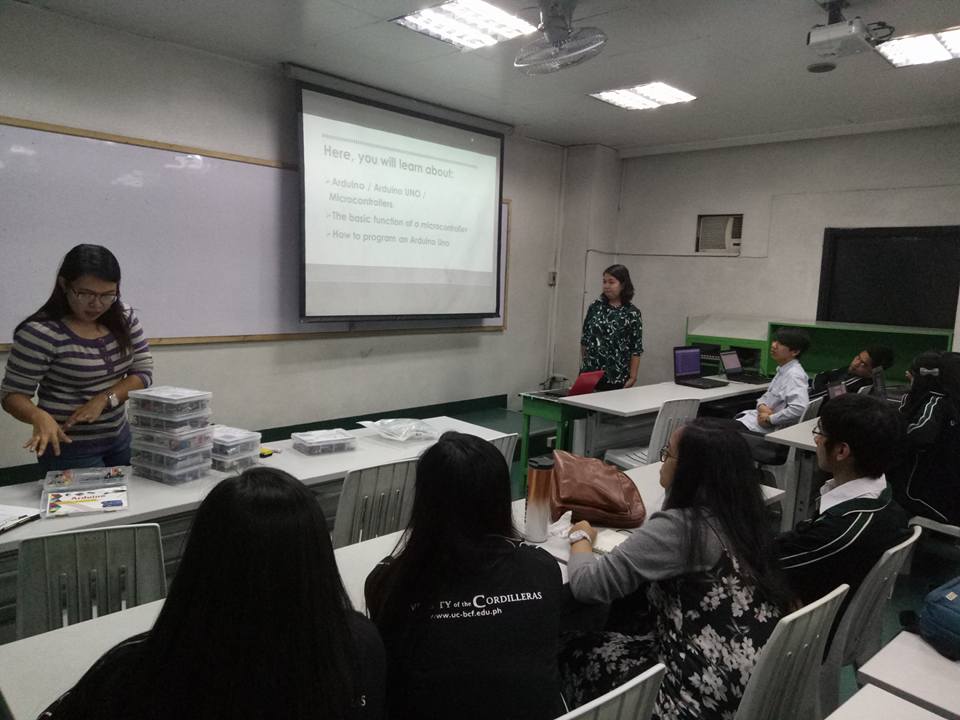 Here, you will learn about:
➢Arduino / Arduino UNO /
Microcontrollers
➢The basic function of a microcontroller
➢How to program an Arduino Uno
Arduino
TY of the CORDILLERAS
www.uc-bcf.edu.ph